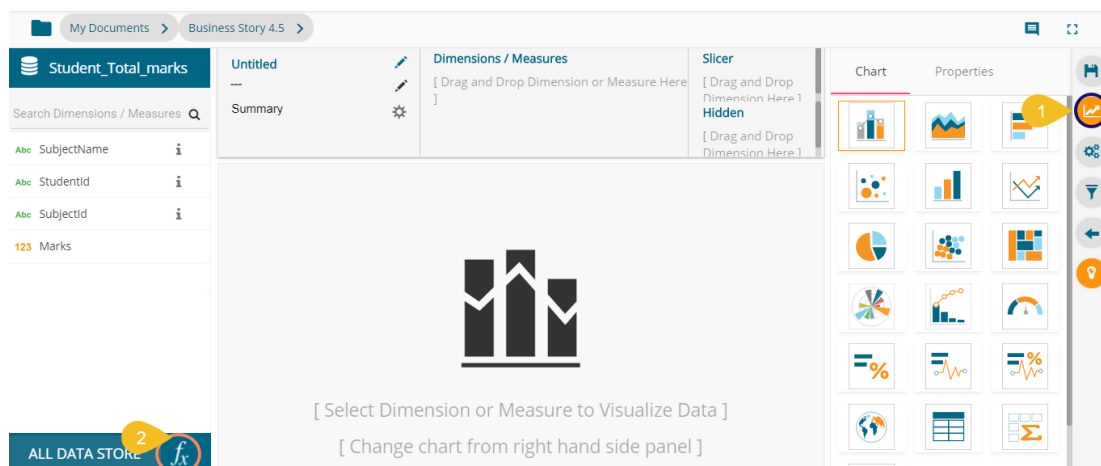 My Documents
Business Story 4.5
Student_Total_marks
Search Dimensions / Measures
Abc SubjectName i
Abc StudentId i
Abc SubjectId i
123 Marks
ALL DATA STORE
2
fx
Untitled
---
Summary
Dimensions / Measures
[ Drag and Drop Dimension or Measure Here
]
Slicer
[ Drag and Drop
Dimension Here ]
Hidden
[ Drag and Drop
Dimension Here ]
[ Select Dimension or Measure to Visualize Data ]
[ Change chart from right hand side panel ]
Chart
Properties
1
%
%
Σ